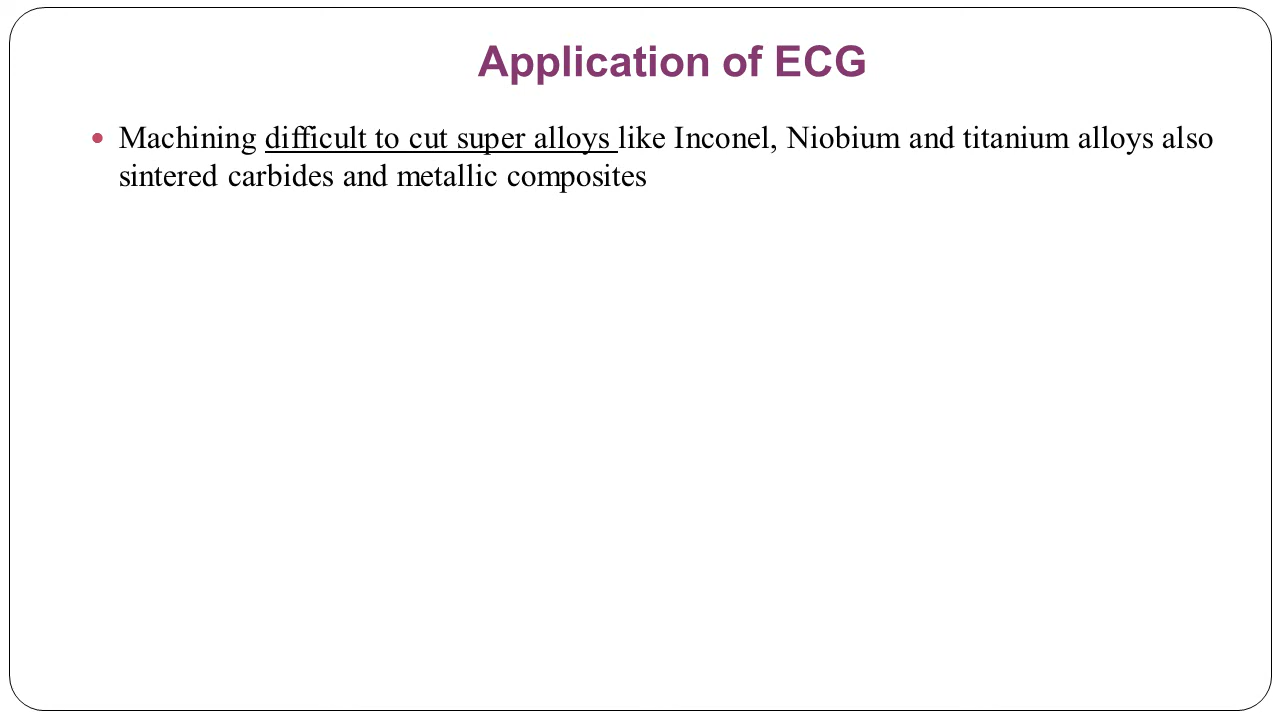 Application of ECG
• Machining difficult to cut super alloys like Inconel, Niobium and titanium alloys also
sintered carbides and metallic composites